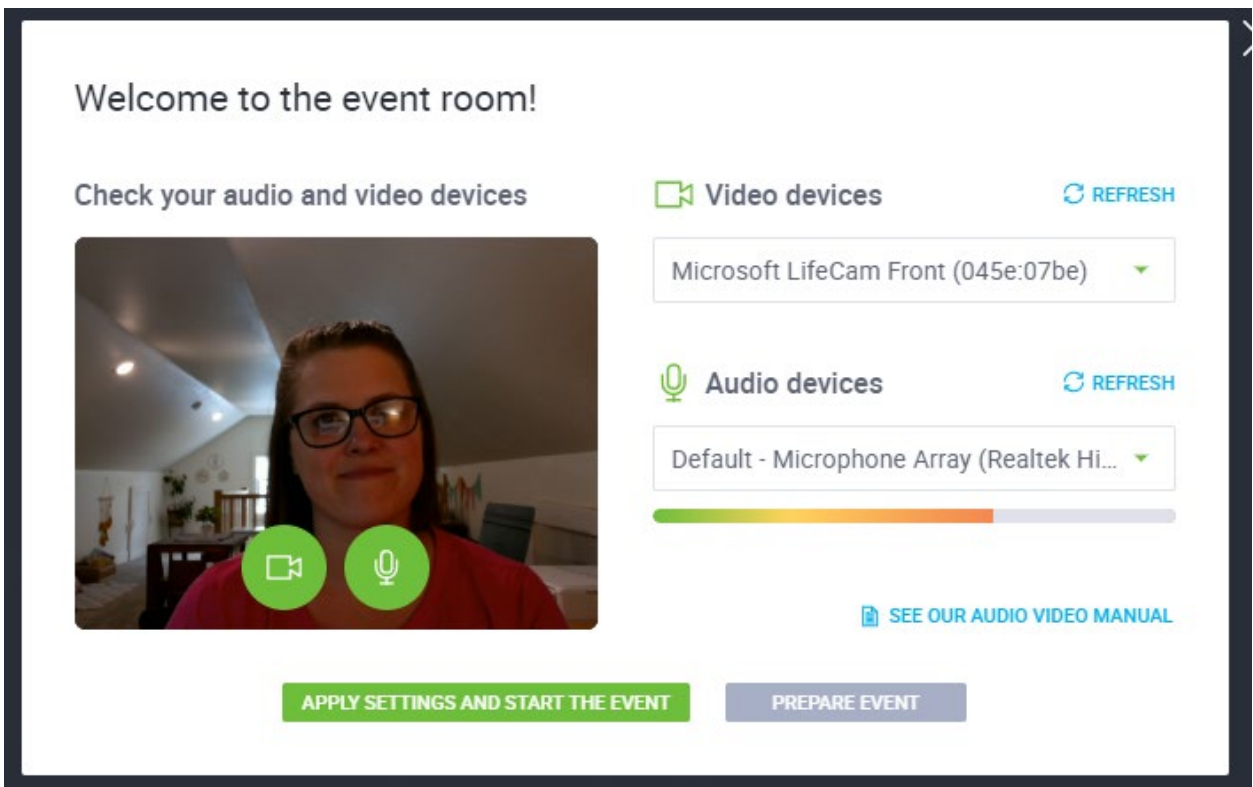 Welcome to the event room!
Check your audio and video devices
Video devices
REFRESH
Microsoft LifeCam Front (045e:07be)
Audio devices
REFRESH
Default - Microphone Array (Realtek Hi...
SEE OUR AUDIO VIDEO MANUAL
APPLY SETTINGS AND START THE EVENT
PREPARE EVENT